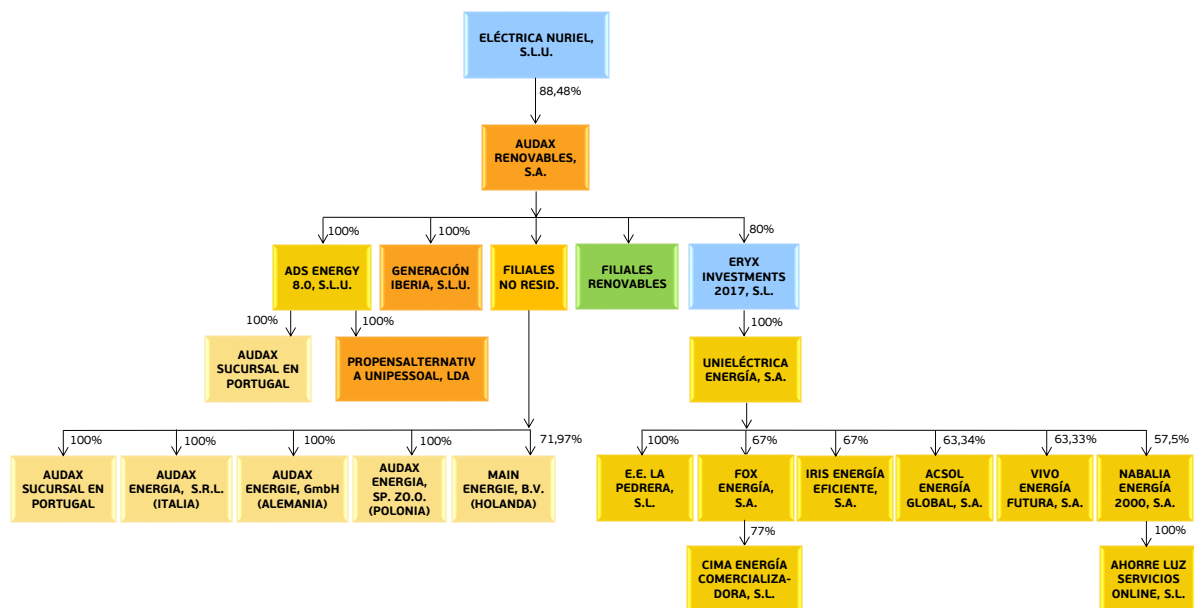 ELÉCTRICA NURIEL,
S.L.U.
88,48%
AUDAX
RENOVABLES,
S.A.
100%
100%
80%
ADS ENERGY
8.0, S.L.U.
GENERACIÓN
IBERIA, S.L.U.
FILIALES
NO RESID.
FILIALES
RENOVABLES
ERYX
INVESTMENTS
2017, S.L.
100%
100%
100%
AUDAX
SUCURSAL EN
PORTUGAL
PROPENSALTERNATIV
A UNIPESSOAL, LDA
UNIELÉCTRICA
ENERGÍA, S.A.
100%
100%
100%
100%
71,97%
100%
67%
67%
63,34%
63,33%
57,5%
AUDAX
SUCURSAL EN
PORTUGAL
AUDAX
ENERGIA, S.R.L.
(ITALIA)
AUDAX
ENERGIE, GmbH
(ALEMANIA)
AUDAX
ENERGIA,
SP. ZO.O.
(POLONIA)
MAIN
ENERGIE, B.V.
(HOLANDA)
E.E. LA
PEDRERA,
S.L.
FOX
ENERGÍA,
S.A.
IRIS ENERGÍA
EFICIENTE,
S.A.
ACSOL
ENERGÍA
GLOBAL, S.A.
VIVO
ENERGÍA
FUTURA, S.A.
NABALIA
ENERGÍA
2000, S.A.
77%
100%
CIMA ENERGÍA
COMERCIALIZA-
DORA, S.L.
AHORRE LUZ
SERVICIOS
ONLINE, S.L.